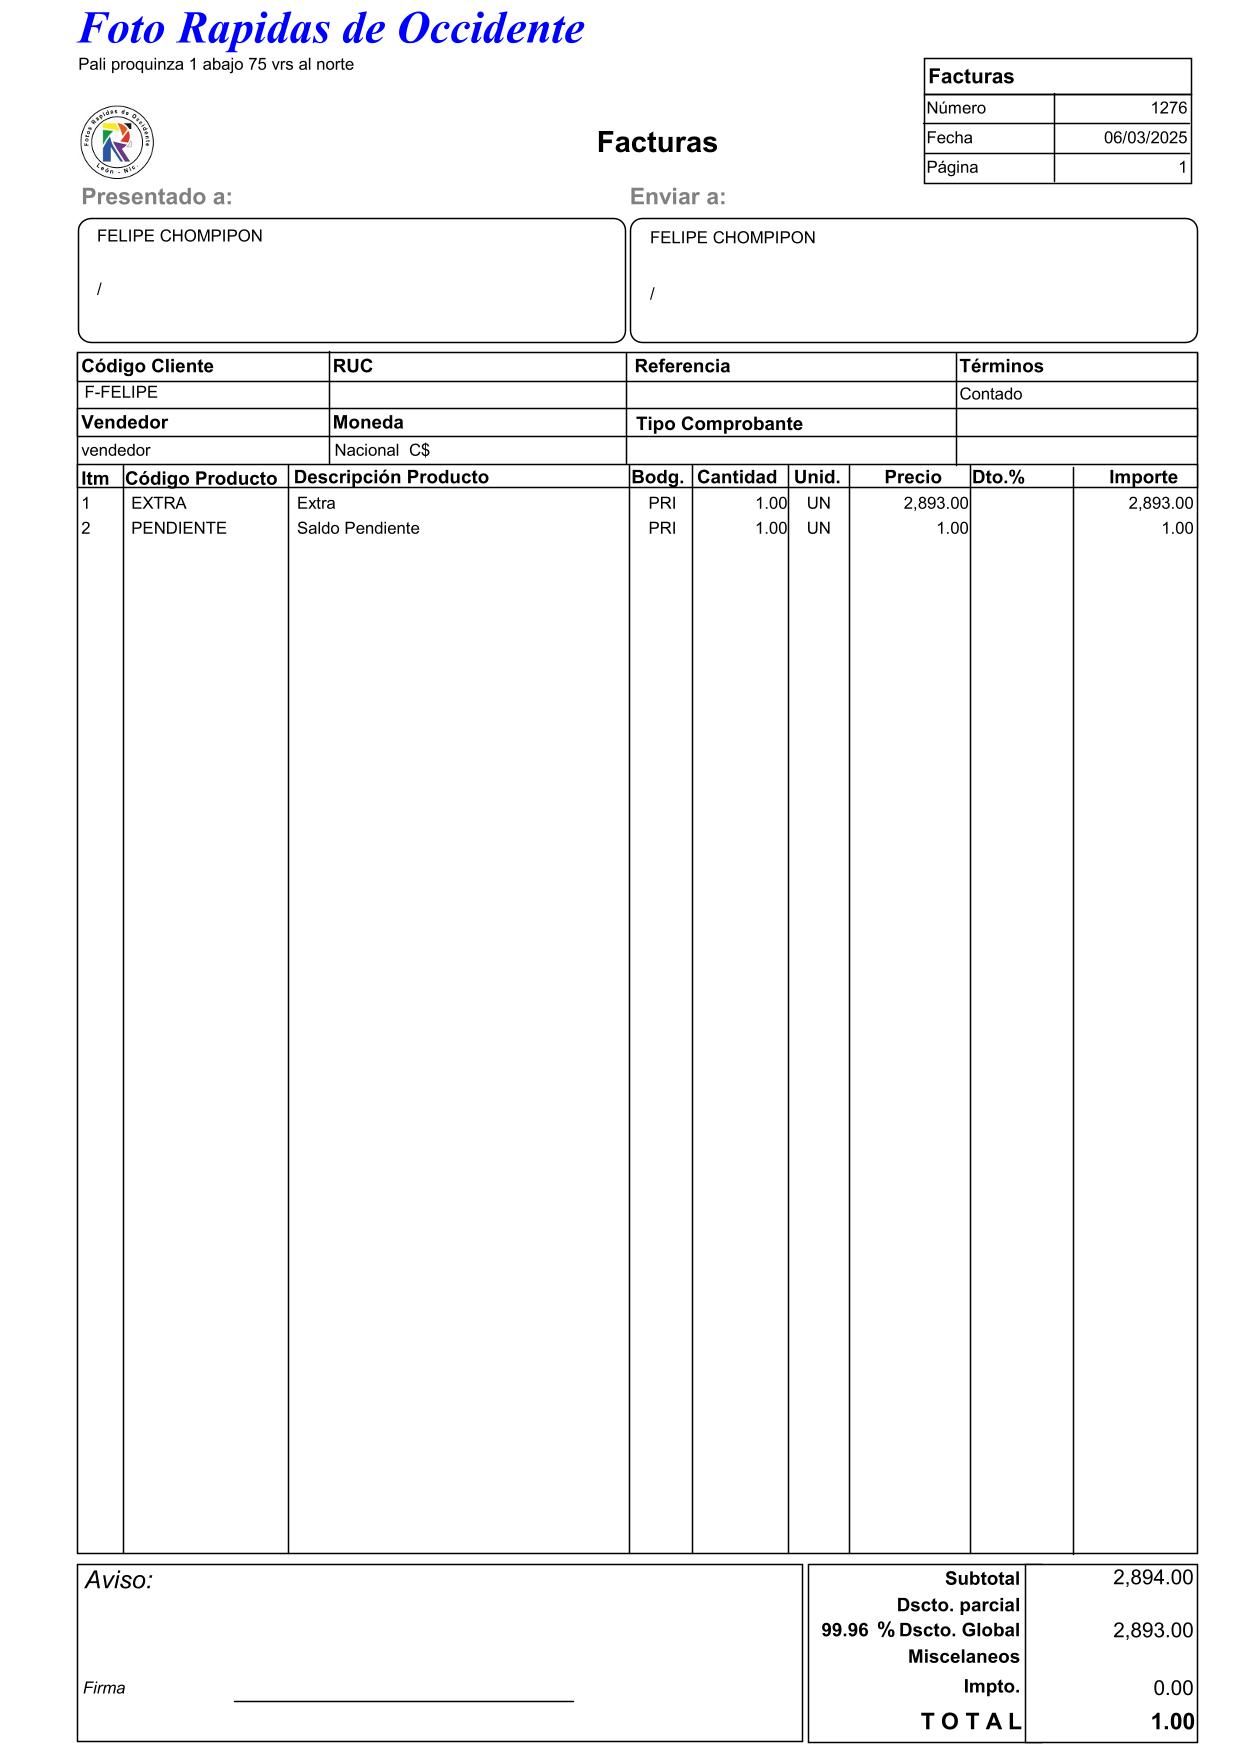 Foto Rapidas de Occidente
Pali proquinza 1 abajo 75 vrs al norte
Facturas
Número 1276
Fecha 06/03/2025
Página 1
Fotos Rapidas de Occidente
León - Nic.
Facturas
Presentado a: Enviar a:
FELIPE CHOMPIPON FELIPE CHOMPIPON
/ /
Código Cliente RUC Referencia Términos
F-FELIPE Contado
Vendedor Moneda Tipo Comprobante
vendedor Nacional C$
Itm Código Producto Descripción Producto Bodg. Cantidad Unid. Precio Dto.% Importe
1 EXTRA Extra PRI 1.00 UN 2,893.00 2,893.00
2 PENDIENTE Saldo Pendiente PRI 1.00 UN 1.00 1.00
Aviso:
Subtotal 2,894.00
Dscto. parcial
99.96 % Dscto. Global 2,893.00
Miscelaneos
Firma
Impto. 0.00
T O T A L 1.00